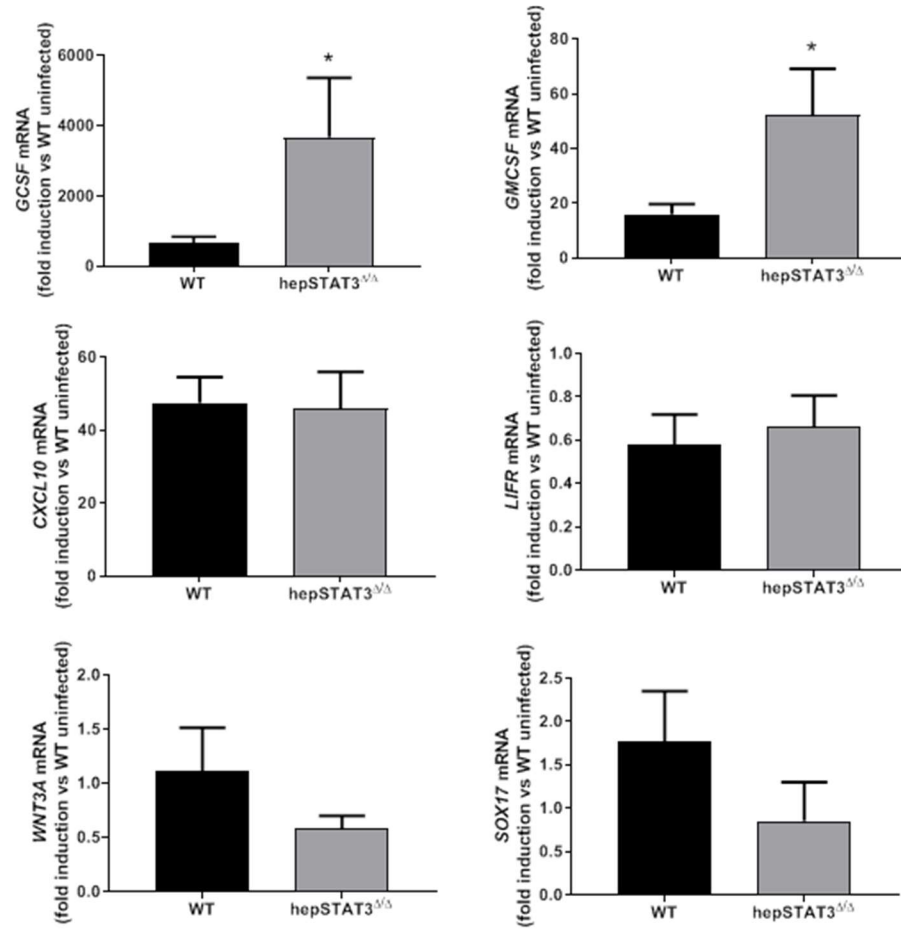 GCSF mRNA
(fold induction vs WT uninfected)
6000
4000
2000
0
*
WT
hepSTAT3Δ/Δ
GMCSF mRNA
(fold induction vs WT uninfected)
80
60
40
20
0
*
WT
hepSTAT3Δ/Δ
CXCL10 mRNA
(fold induction vs WT uninfected)
60
40
20
0
WT
hepSTAT3Δ/Δ
LIFR mRNA
(fold induction vs WT uninfected)
1.0
0.8
0.6
0.4
0.2
0.0
WT
hepSTAT3Δ/Δ
WNT3A mRNA
(fold induction vs WT uninfected)
2.0
1.5
1.0
0.5
0.0
WT
hepSTAT3Δ/Δ
SOX17 mRNA
(fold induction vs WT uninfected)
2.5
2.0
1.5
1.0
0.5
0.0
WT
hepSTAT3Δ/Δ